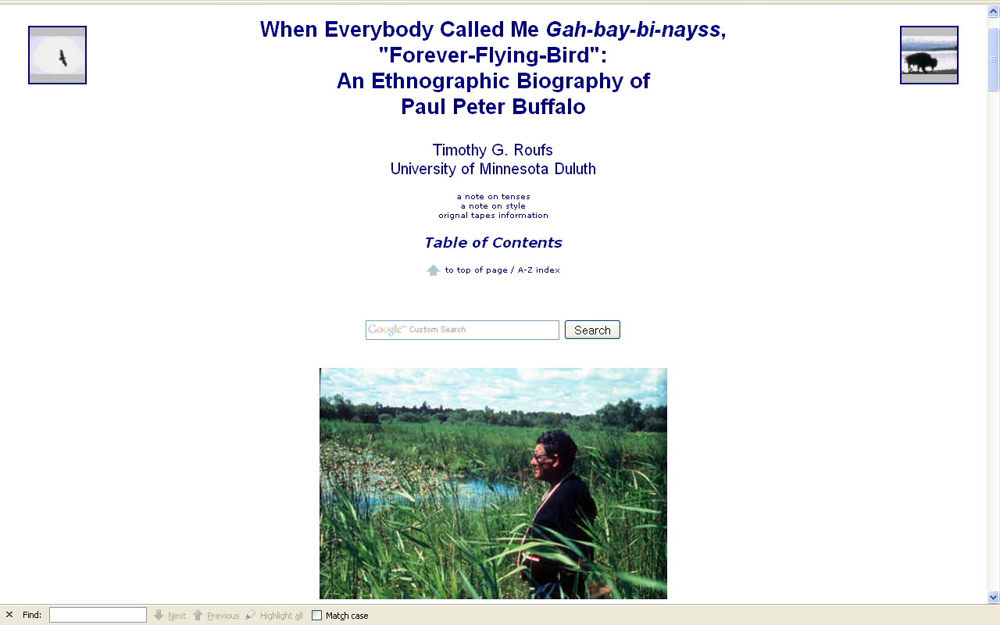 When Everybody Called Me Gah-bay-bi-nayss,
"Forever-Flying-Bird":
An Ethnographic Biography of
Paul Peter Buffalo
Timothy G. Roufs
University of Minnesota Duluth
a note on tenses
a note on style
orignal tapes information
Table of Contents
to top of page / A-Z index
Google™ Custom Search Search
Find: Next Previous Highlight all Match case